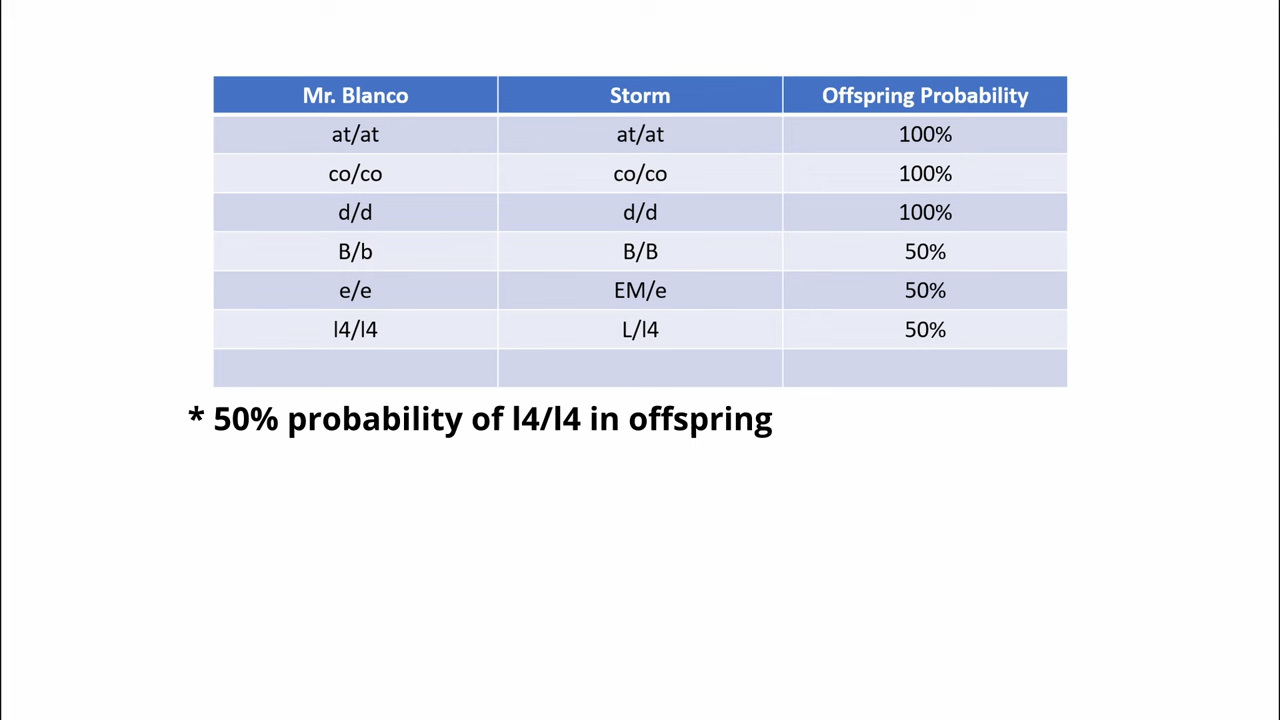 Mr. Blanco Storm Offspring Probability
at/at at/at 100%
co/co co/co 100%
d/d d/d 100%
B/b B/B 50%
e/e EM/e 50%
l4/l4 L/l4 50%
* 50% probability of l4/l4 in offspring